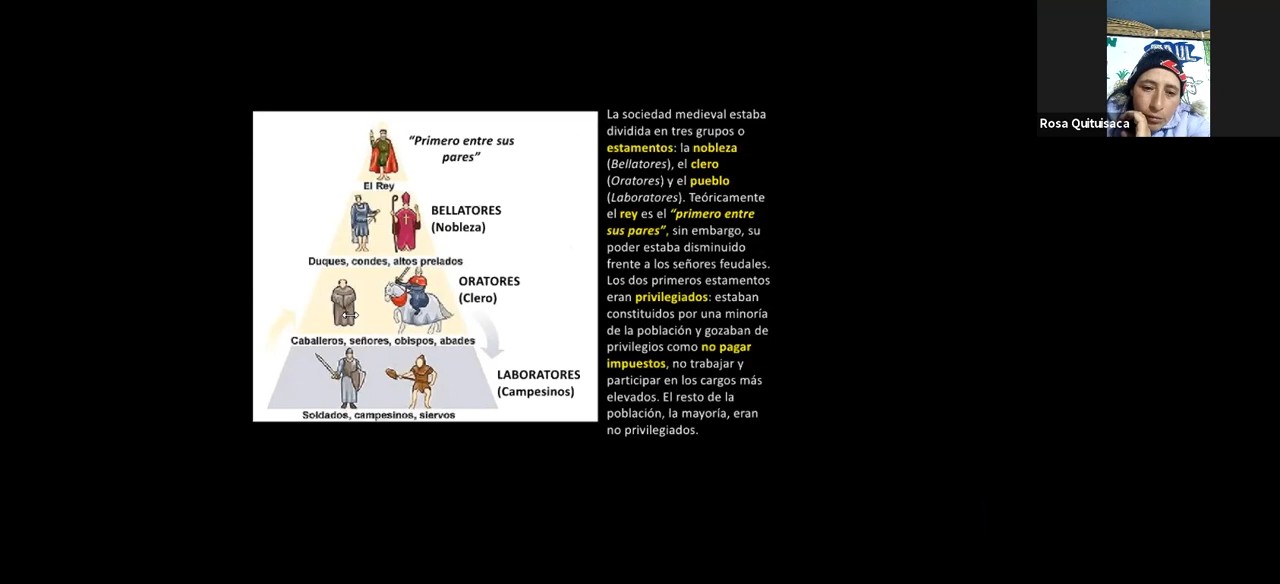 “Primero entre sus
pares”
El Rey
BELLATORES
(Nobleza)
Duques, condes, altos prelados
ORATORES
(Clero)
Caballeros, señores, obispos, abades
LABORATORES
(Campesinos)
Soldados, campesinos, siervos
La sociedad medieval estaba
dividida en tres grupos o
estamentos: la nobleza
(Bellatores), el clero
(Oratores) y el pueblo
(Laboratores). Teóricamente
el rey es el “primero entre
sus pares”, sin embargo, su
poder estaba disminuido
frente a los señores feudales.
Los dos primeros estamentos
eran privilegiados: estaban
constituidos por una minoría
de la población y gozaban de
privilegios como no pagar
impuestos, no trabajar y
participar en los cargos más
elevados. El resto de la
población, la mayoría, eran
no privilegiados.
Rosa Quituisaca